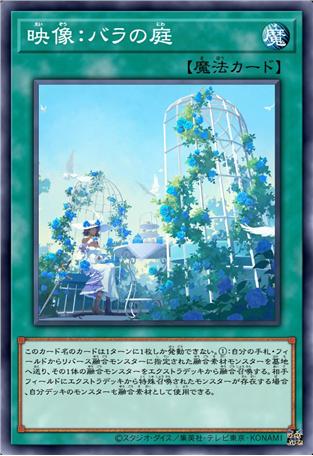 映像：バラの庭
魔
【魔法カード】
このカード名のカードは1ターンに1枚しか発動できない。①：自分の手札・フィ
ールドからリバース融合モンスターに指定された融合素材モンスターを墓地
へ送り、その1体の融合モンスターをエクストラデッキから融合召喚する。相手
フィールドにエクストラデッキから特殊召喚されたモンスターが存在する場合
、自分デッキのモンスターも融合素材として使用できる。
©スタジオ・ダイス／集英社・テレビ東京・KONAMI